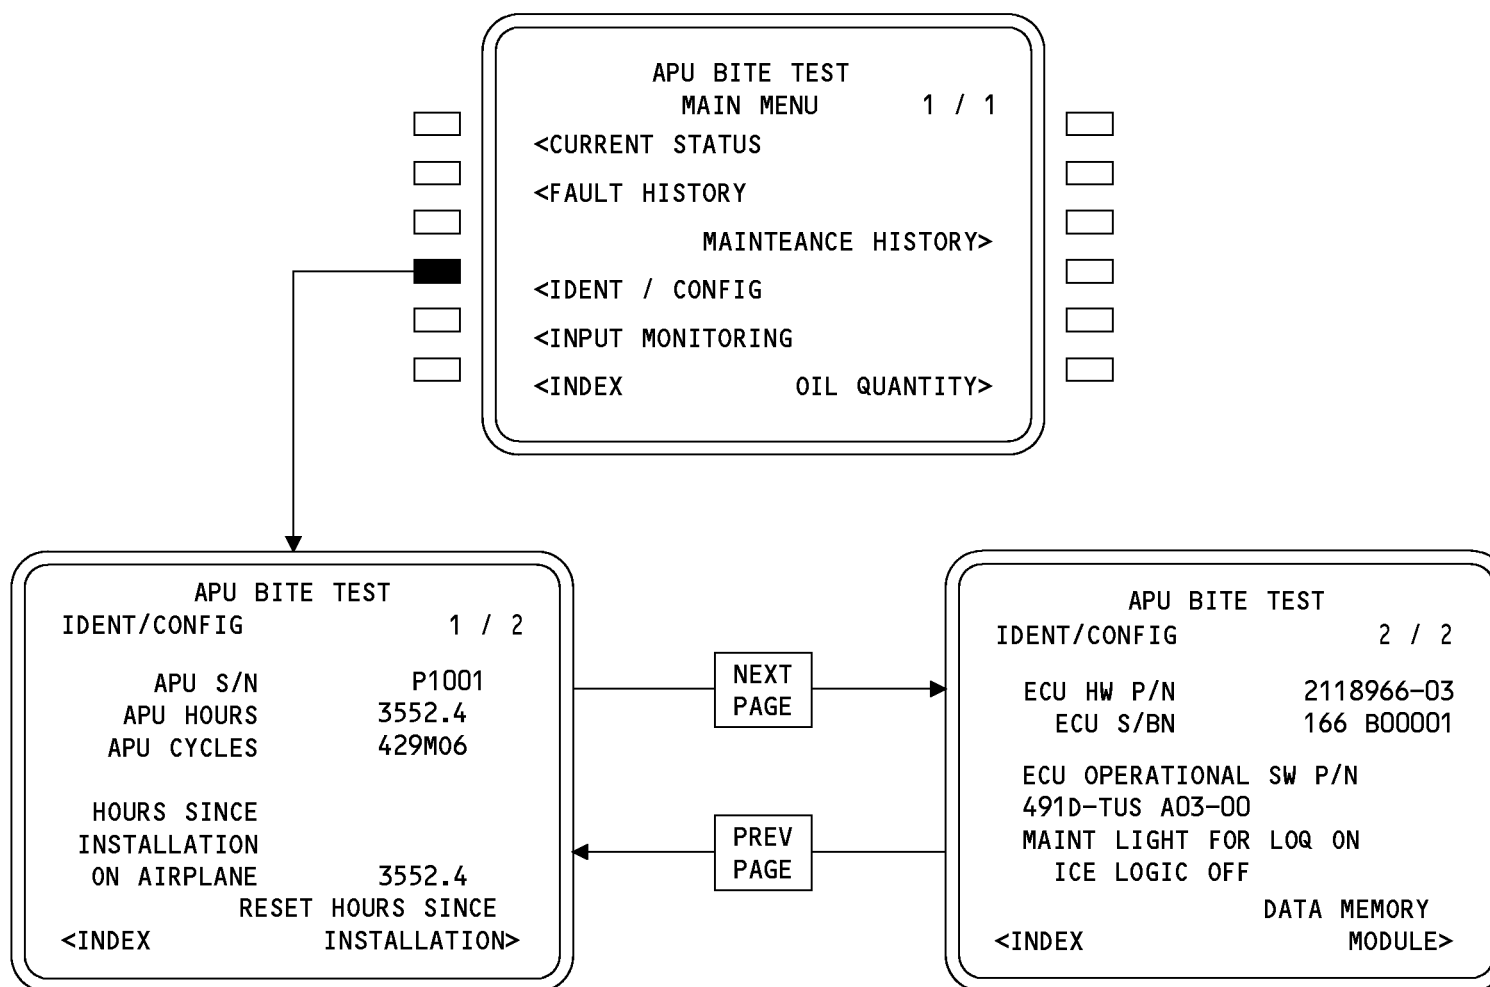 APU BITE TEST
MAIN MENU 1 / 1
<CURRENT STATUS
<FAULT HISTORY
MAINTEANCE HISTORY>
<IDENT / CONFIG
<INPUT MONITORING
<INDEX OIL QUANTITY>
APU BITE TEST
IDENT/CONFIG 1 / 2
APU S/N P1001
APU HOURS 3552.4
APU CYCLES 429M06
HOURS SINCE
INSTALLATION
ON AIRPLANE 3552.4
RESET HOURS SINCE
<INDEX INSTALLATION>
NEXT
PAGE
PREV
PAGE
APU BITE TEST
IDENT/CONFIG 2 / 2
ECU HW P/N 2118966-03
ECU S/BN 166 B00001
ECU OPERATIONAL SW P/N
491D-TUS A03-00
MAINT LIGHT FOR LOQ ON
ICE LOGIC OFF
DATA MEMORY
<INDEX MODULE>